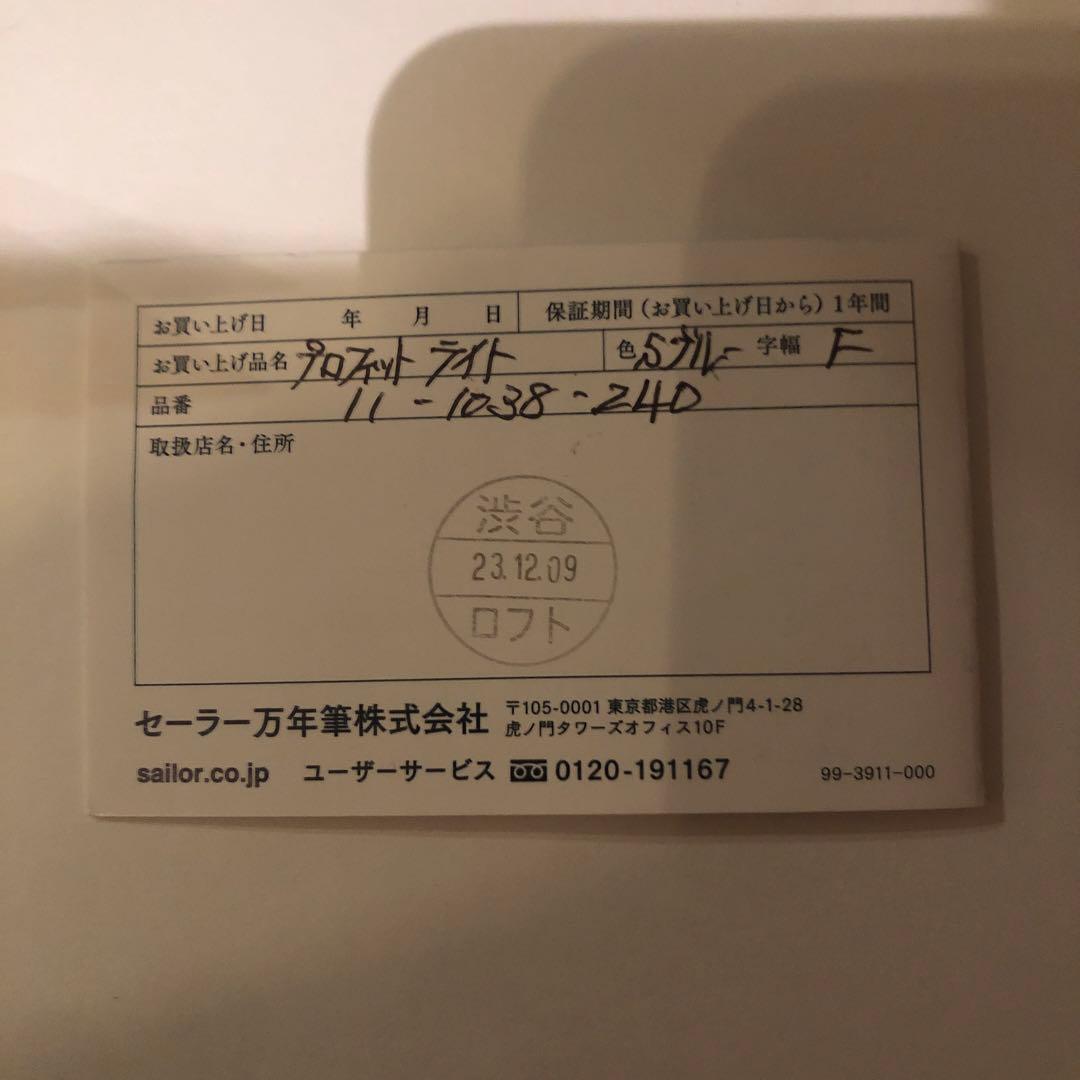 お買い上げ日 年 月 日 保証期間(お買い上げ日から)1年間
お買い上げ品名 プロフィット ライト 色 Sブルー 字幅 F
品番 11-1038-240
取扱店名・住所
渋谷
23.12.09
ロフト
セーラー万年筆株式会社 〒105-0001 東京都港区虎ノ門4-1-28
虎ノ門タワーズオフィス10F
sailor.co.jp ユーザーサービス 0120-191167 99-3911-000